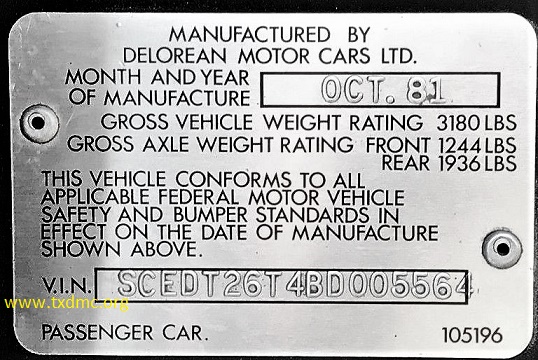 MANUFACTURED BY
DELOREAN MOTOR CARS LTD.
MONTH AND YEAR
OF MANUFACTURE OCT. 81
GROSS VEHICLE WEIGHT RATING 3180 LBS
GROSS AXLE WEIGHT RATING FRONT 1244 LBS
REAR 1936 LBS
THIS VEHICLE CONFORMS TO ALL
APPLICABLE FEDERAL MOTOR VEHICLE
SAFETY AND BUMPER STANDARDS IN
EFFECT ON THE DATE OF MANUFACTURE
SHOWN ABOVE.
V.I.N. SCEDT26T4BD005564
www.txdmc.org
PASSENGER CAR. 105196